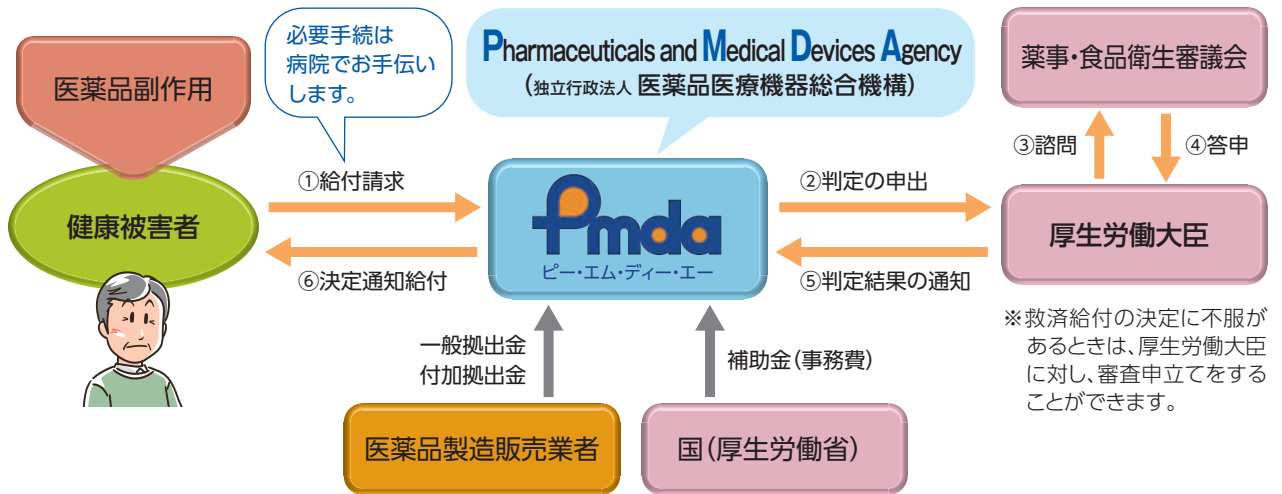 医薬品副作用
健康被害者
必要手続は
病院でお手伝い
します。
Pharmaceuticals and Medical Devices Agency
(独立行政法人 医薬品医療機器総合機構)
①給付請求
⑥決定通知給付
pmda
ピー・エム・ディー・エー
②判定の申出
⑤判定結果の通知
薬事・食品衛生審議会
③諮問
④答申
厚生労働大臣
※救済給付の決定に不服が
あるときは、厚生労働大臣
に対し、審査申立てをする
ことができます。
一般拠出金
付加拠出金
補助金(事務費)
医薬品製造販売業者
国(厚生労働省)